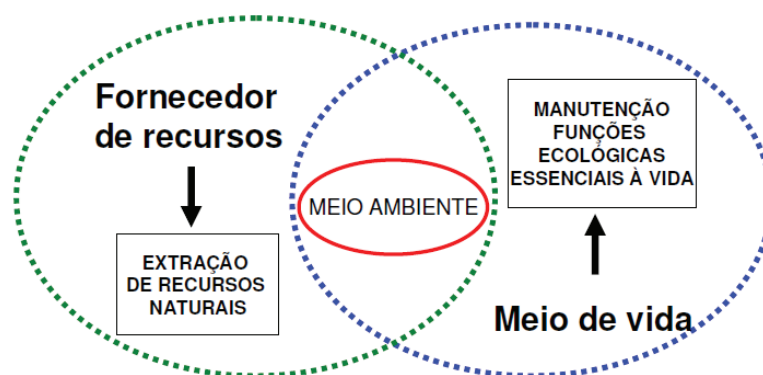 Fornecedor
de recursos
EXTRAÇÃO
DE RECURSOS
NATURAIS
MEIO AMBIENTE
MANUTENÇÃO
FUNÇÕES
ECOLÓGICAS
ESSENCIAIS À VIDA
Meio de vida